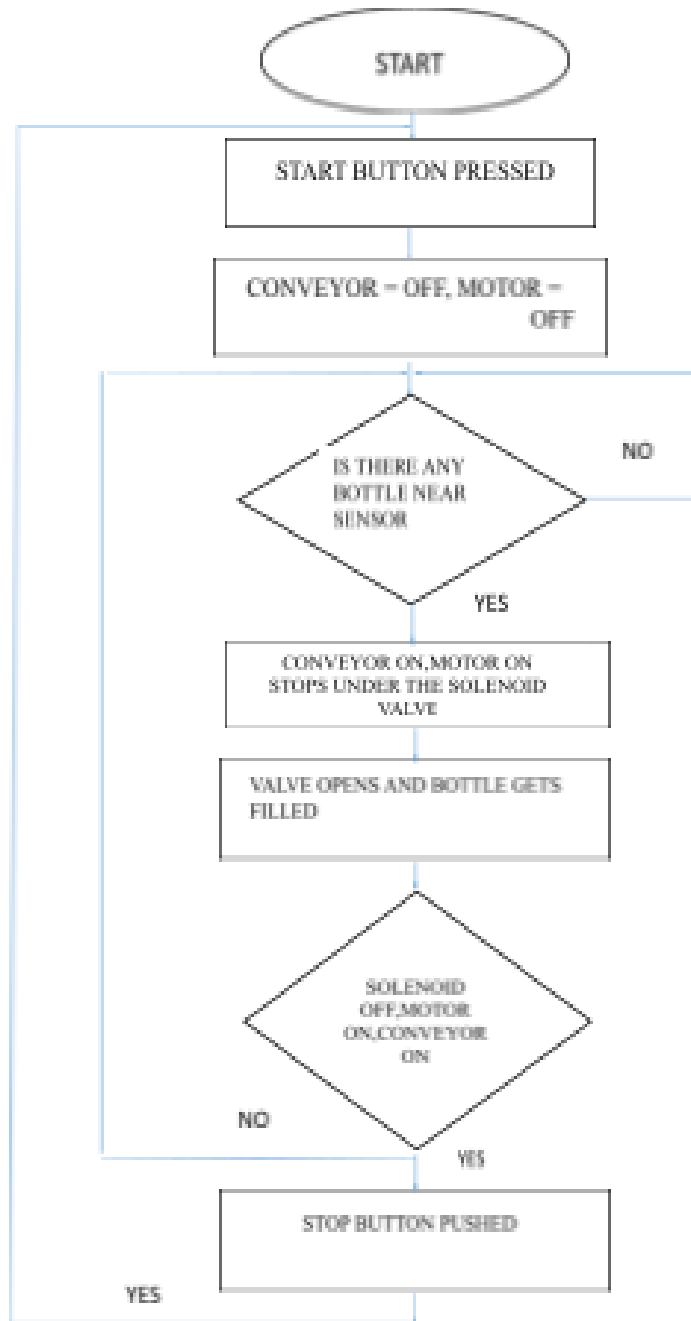 START
START BUTTON PRESSED
CONVEYOR = OFF, MOTOR =
OFF
IS THERE ANY
BOTTLE NEAR
SENSOR
NO
YES
CONVEYOR ON,MOTOR ON
STOPS UNDER THE SOLENOID
VALVE
VALVE OPENS AND BOTTLE GETS
FILLED
SOLENOID
OFF,MOTOR
ON,CONVEYOR
ON
NO
YES
STOP BUTTON PUSHED
YES